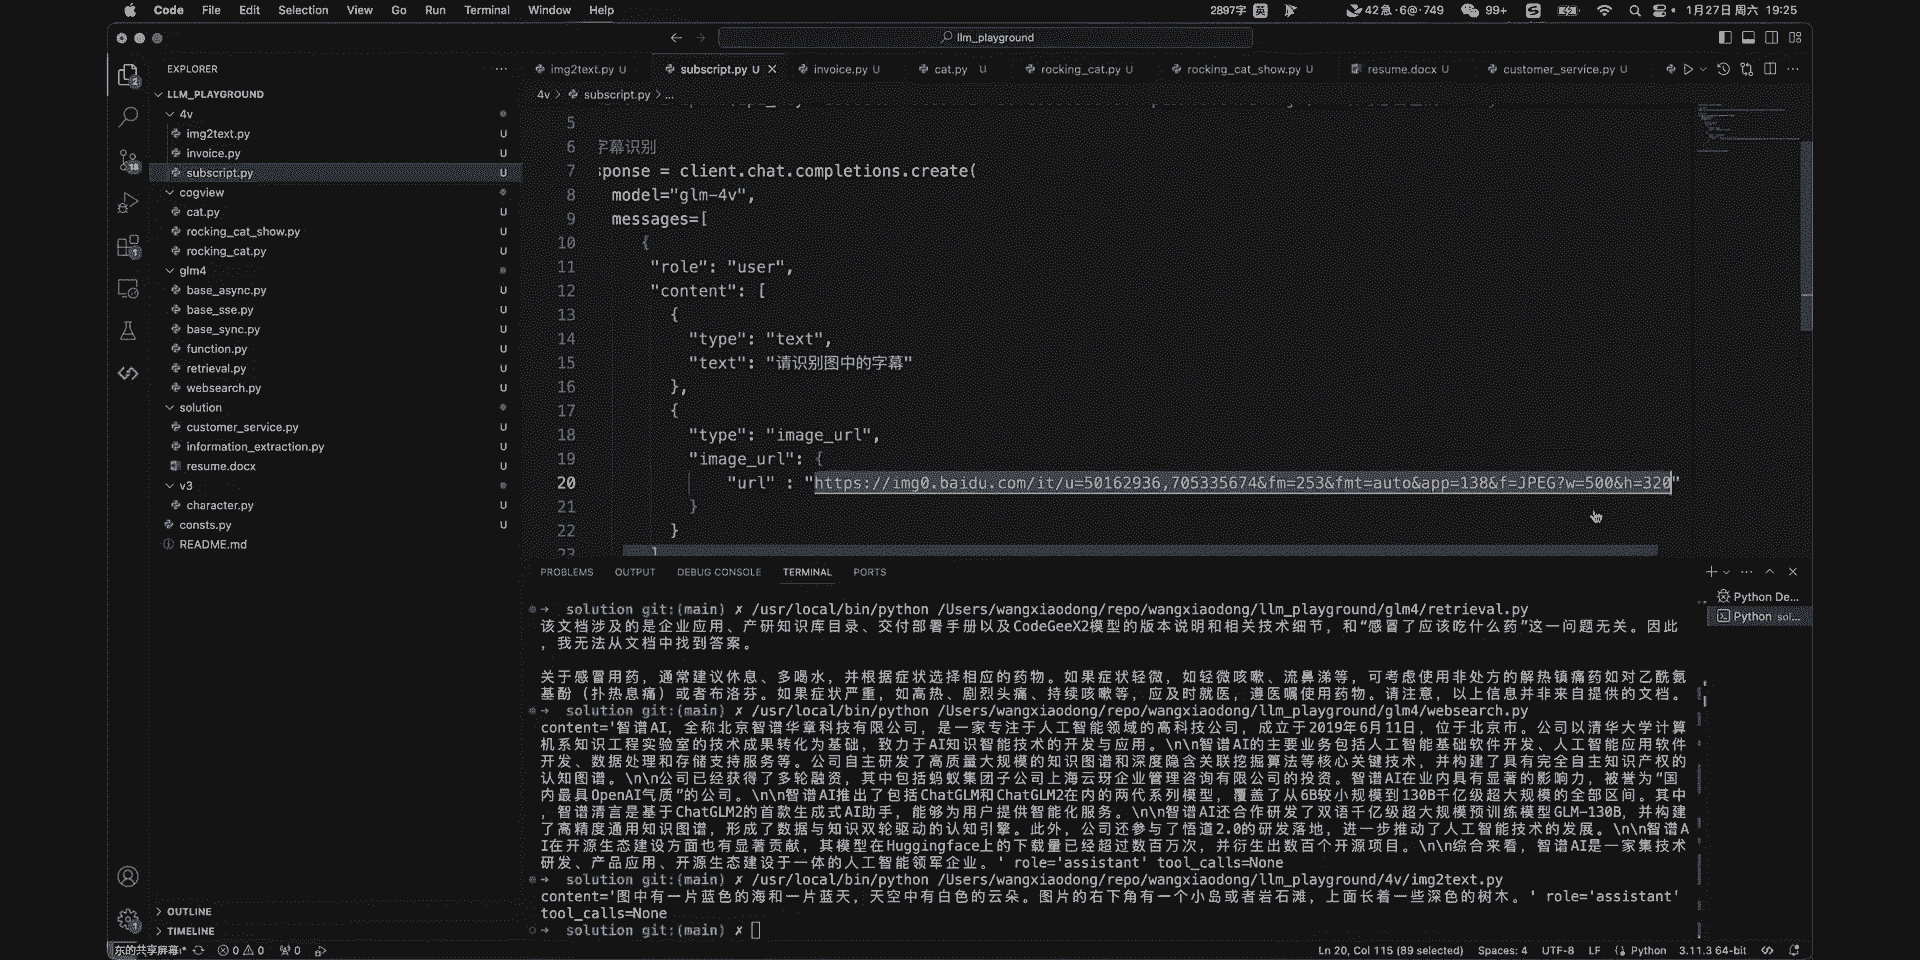 Code File Edit Selection View Go Run Terminal Window Help 2897字 英 42急·6@·749 99+ 1月27日 周六 19:25
llm_playground
EXPLORER
img2text.py U
subscript.py U
invoice.py U
cat.py U
rocking_cat.py U
rocking_cat_show.py U
resume.docx U
customer_service.py U
4v > subscript.py > ...
LLM_PLAYGROUND
4v
img2text.py U
invoice.py U
subscript.py U
cogview
cat.py U
rocking_cat_show.py U
rocking_cat.py U
glm4
base_async.py U
base_sse.py U
base_sync.py U
function.py U
retrieval.py U
websearch.py U
solution
customer_service.py U
information_extraction.py U
resume.docx U
v3
character.py U
consts.py U
README.md
OUTLINE
TIMELINE
5
6 字幕识别
7 ponse = client.chat.completions.create(
8 model="glm-4v",
9 messages=[
10 {
11 "role": "user",
12 "content": [
13 {
14 "type": "text",
15 "text": "请识别图中的字幕"
16 },
17 {
18 "type": "image_url",
19 "image_url": {
20 "url" : "https://img0.baidu.com/it/u=50162936,705335674&fm=253&fmt=auto&app=138&f=JPEG?w=500&h=320"
21 }
22 }
23 ]
PROBLEMS OUTPUT DEBUG CONSOLE TERMINAL PORTS
Python De...
Python sol...
→ solution git:(main) ✗ /usr/local/bin/python /Users/wangxiaodong/repo/wangxiaodong/llm_playground/glm4/retrieval.py
该文档涉及的是企业应用、产研知识库目录、交付部署手册以及CodeGeeX2模型的版本说明和相关技术细节，和“感冒了应该吃什么药”这一问题无关。因此
，我无法从文档中找到答案。
关于感冒用药，通常建议休息、多喝水，并根据症状选择相应的药物。如果症状轻微，如轻微咳嗽、流鼻涕等，可考虑使用非处方的解热镇痛药如对乙酰氨
基酚（扑热息痛）或者布洛芬。如果症状严重，如高热、剧烈头痛、持续咳嗽等，应及时就医，遵医嘱使用药物。请注意，以上信息并非来自提供的文档。
→ solution git:(main) ✗ /usr/local/bin/python /Users/wangxiaodong/repo/wangxiaodong/llm_playground/glm4/websearch.py
content='智谱AI，全称北京智谱华章科技有限公司，是一家专注于人工智能领域的高科技公司，成立于2019年6月11日，位于北京市。公司以清华大学计算
机系知识工程实验室的技术成果转化为基础，致力于AI知识智能技术的开发与应用。\n\n智谱AI的主要业务包括人工智能基础软件开发、人工智能应用软件
开发、数据处理和存储支持服务等。公司自主研发了高质量大规模的知识图谱和深度隐含关联挖掘算法等核心关键技术，并构建了具有完全自主知识产权的
认知图谱。\n\n公司已经获得了多轮融资，其中包括蚂蚁集团子公司上海云玡企业管理咨询有限公司的投资。智谱AI在业内具有显著的影响力，被誉为“国
内最具OpenAI气质”的公司。\n\n智谱AI推出了包括ChatGLM和ChatGLM2在内的两代系列模型，覆盖了从6B较小规模到130B千亿级超大规模的全部区间。其中
，智谱清言是基于ChatGLM2的首款生成式AI助手，能够为用户提供智能化服务。\n\n智谱AI还合作研发了双语千亿级超大规模预训练模型GLM-130B，并构建
了高精度通用知识图谱，形成了数据与知识双轮驱动的认知引擎。此外，公司还参与了悟道2.0的研发落地，进一步推动了人工智能技术的发展。\n\n智谱A
I在开源生态建设方面也有显著贡献，其模型在Huggingface上的下载量已经超过数百万次，并衍生出数百个开源项目。\n\n综合来看，智谱AI是一家集技术
研发、产品应用、开源生态建设于一体的人工智能领军企业。' role='assistant' tool_calls=None
→ solution git:(main) ✗ /usr/local/bin/python /Users/wangxiaodong/repo/wangxiaodong/llm_playground/4v/img2text.py
content='图中有一片蓝色的海和一片蓝天，天空中有白色的云朵。图片的右下角有一个小岛或者岩石滩，上面长着一些深色的树木。' role='assistant'
tool_calls=None
→ solution git:(main) ✗
东的共享屏幕* 0 0 0 Ln 20, Col 115 (89 selected) Spaces: 4 UTF-8 LF Python 3.11.3 64-bit